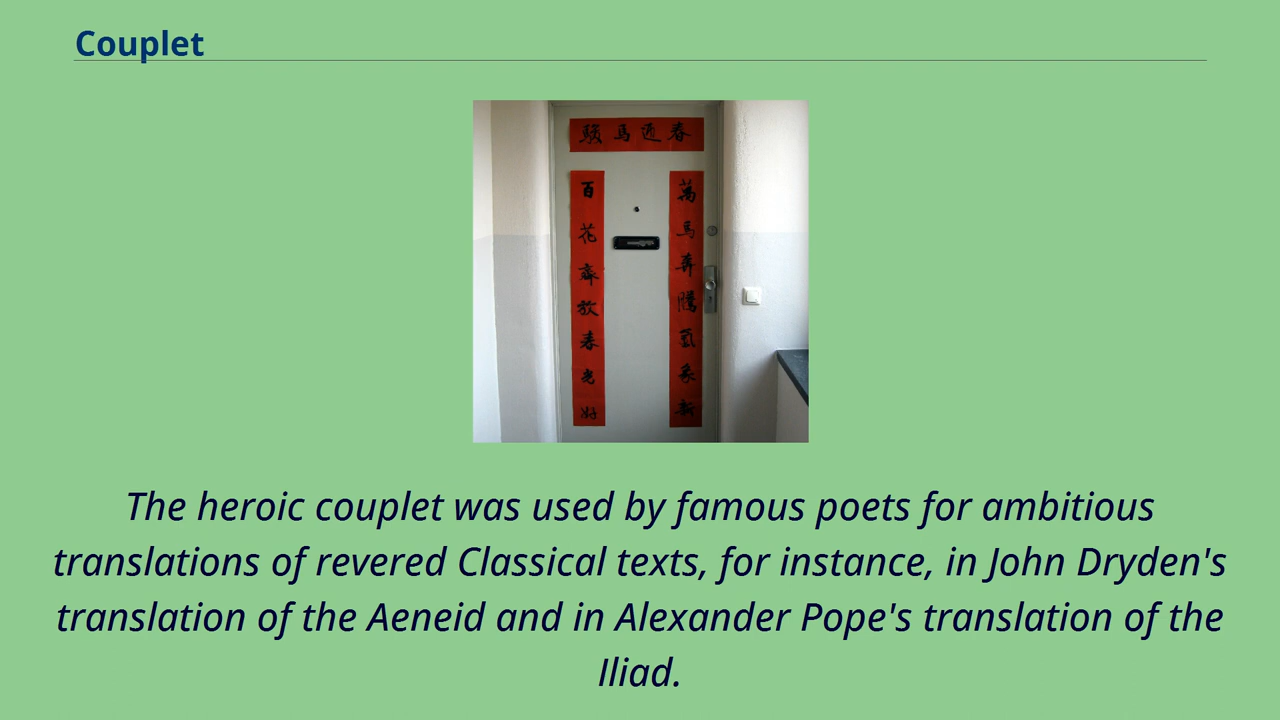 Couplet
駿馬迎春
萬馬奔騰氣象新
百花齊放春光好
The heroic couplet was used by famous poets for ambitious
translations of revered Classical texts, for instance, in John Dryden's
translation of the Aeneid and in Alexander Pope's translation of the
Iliad.